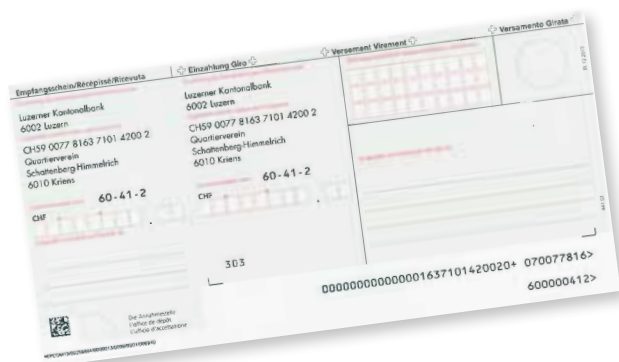 Empfangsschein/Récépissé/Ricevuta
Einzahlung Giro
Versement Virement
Versamento Girata
Luzerner Kantonalbank
6002 Luzern
CH59 0077 8163 7101 4200 2
Quartierverein
Schattenberg-Himmelrich
6010 Kriens
60-41-2
CHF
Luzerner Kantonalbank
6002 Luzern
CH59 0077 8163 7101 4200 2
Quartierverein
Schattenberg-Himmelrich
6010 Kriens
60-41-2
CHF
303
Die Annahmestelle
L'office de dépôt
L'ufficio d'accettazione
441.02
000000000000001637101420020+ 070077816>
600000412>